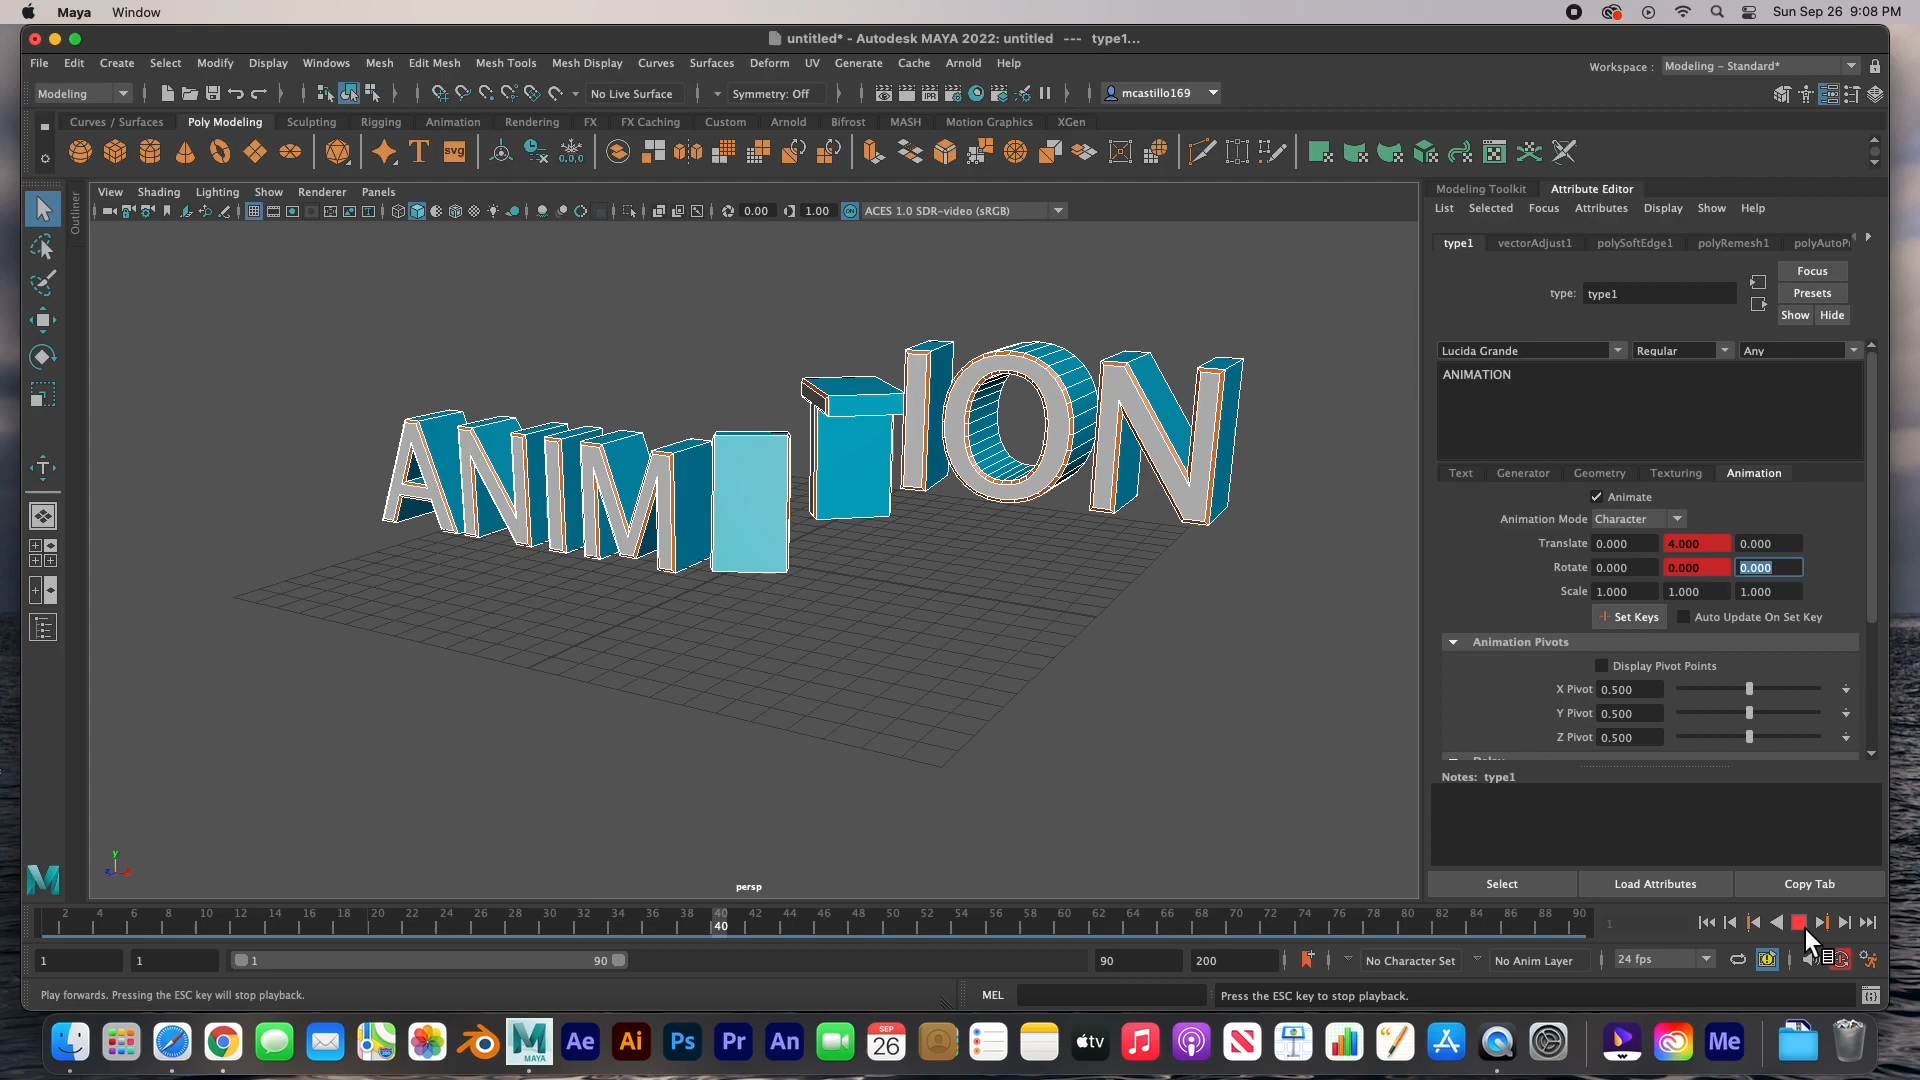 Maya Window Sun Sep 26 9:08 PM
untitled* - Autodesk MAYA 2022: untitled --- type1...
File Edit Create Select Modify Display Windows Mesh Edit Mesh Mesh Tools Mesh Display Curves Surfaces Deform UV Generate Cache Arnold Help
Workspace : Modeling - Standard*
Modeling No Live Surface Symmetry: Off mcastillo169
Curves / Surfaces Poly Modeling Sculpting Rigging Animation Rendering FX FX Caching Custom Arnold Bifrost MASH Motion Graphics XGen
T svg 0,0,0
Outliner
View Shading Lighting Show Renderer Panels
0.00 1.00 ON ACES 1.0 SDR-video (sRGB)
Modeling Toolkit Attribute Editor
List Selected Focus Attributes Display Show Help
type1 vectorAdjust1 polySoftEdge1 polyRemesh1 polyAutoPr
Focus
type: type1 Presets
Show Hide
Lucida Grande Regular Any
ANIMATION
ANIM TION
Text Generator Geometry Texturing Animation
Animate
Animation Mode Character
Translate 0.000 4.000 0.000
Rotate 0.000 0.000 0.000
Scale 1.000 1.000 1.000
Set Keys Auto Update On Set Key
Animation Pivots
Display Pivot Points
X Pivot 0.500
Y Pivot 0.500
Z Pivot 0.500
Delay
Notes: type1
y
z x
persp
Select Load Attributes Copy Tab
2 4 6 8 10 12 14 16 18 20 22 24 26 28 30 32 34 36 38 40 42 44 46 48 50 52 54 56 58 60 62 64 66 68 70 72 74 76 78 80 82 84 86 88 90
40 1
1 1 1 90 90 200 No Character Set No Anim Layer 24 fps
Play forwards. Pressing the ESC key will stop playback. MEL Press the ESC key to stop playback.
MAYA Ae Ai Ps Pr An SEP 26 tv Me